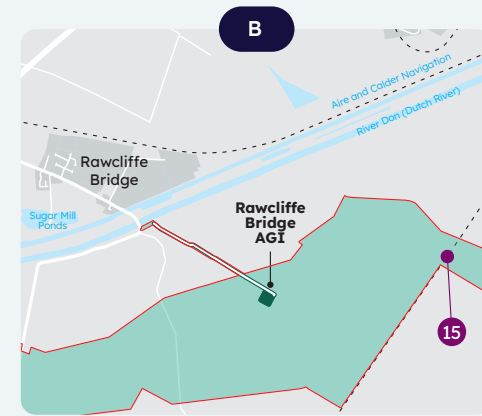 B
Aire and Calder Navigation
River Don (Dutch River)
Rawcliffe
Bridge
Sugar Mill
Ponds
Rawcliffe
Bridge
AGI
15